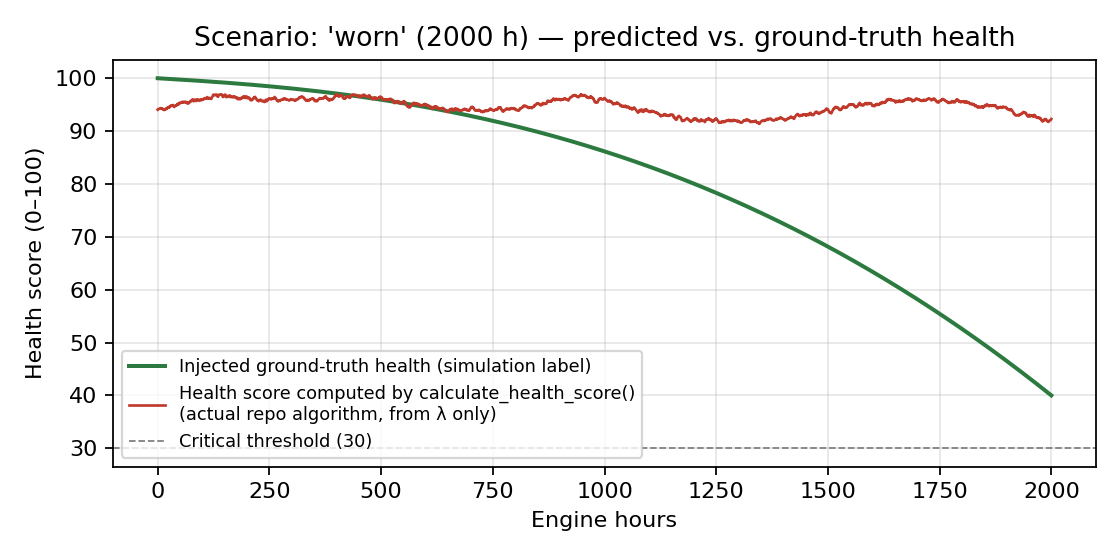 Scenario: 'worn' (2000 h) — predicted vs. ground-truth health
Health score (0–100)
100
90
80
70
60
50
40
30
Injected ground-truth health (simulation label)
Health score computed by calculate_health_score()
(actual repo algorithm, from λ only)
Critical threshold (30)
0 250 500 750 1000 1250 1500 1750 2000
Engine hours